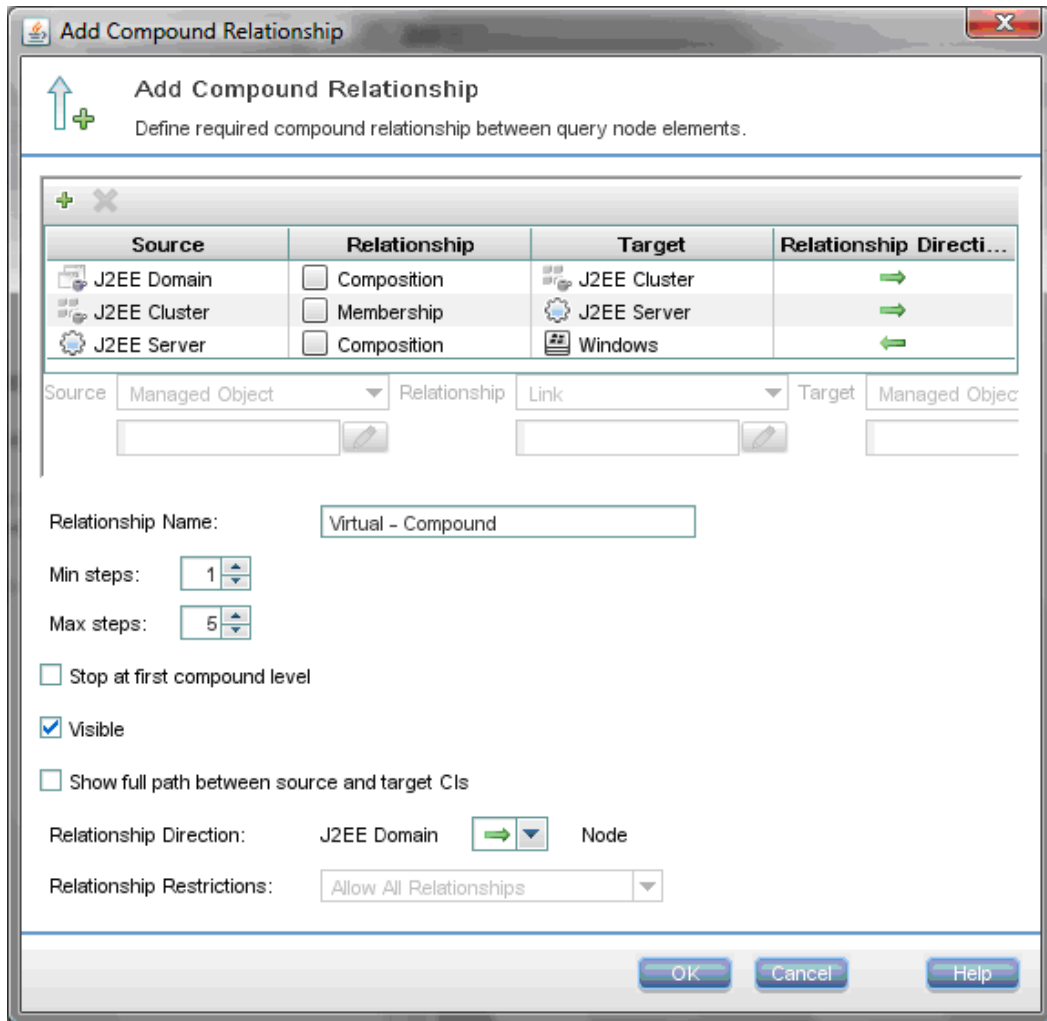 Add Compound Relationship
Add Compound Relationship
Define required compound relationship between query node elements.
Source Relationship Target Relationship Directi...
J2EE Domain Composition J2EE Cluster
J2EE Cluster Membership J2EE Server
J2EE Server Composition Windows
Source Managed Object Relationship Link Target Managed Objec
Relationship Name: Virtual - Compound
Min steps: 1
Max steps: 5
Stop at first compound level
Visible
Show full path between source and target CIs
Relationship Direction: J2EE Domain Node
Relationship Restrictions: Allow All Relationships
OK Cancel Help